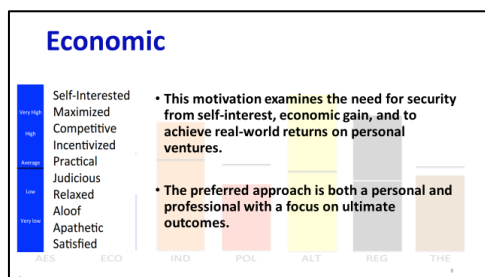 Economic
Very High
High
Average
Low
Very low
Self-Interested
Maximized
Competitive
Incentivized
Practical
Judicious
Relaxed
Aloof
Apathetic
Satisfied
• This motivation examines the need for security
from self-interest, economic gain, and to
achieve real-world returns on personal
ventures.
• The preferred approach is both a personal and
professional with a focus on ultimate
outcomes.
AES ECO IND POL ALT REG THE